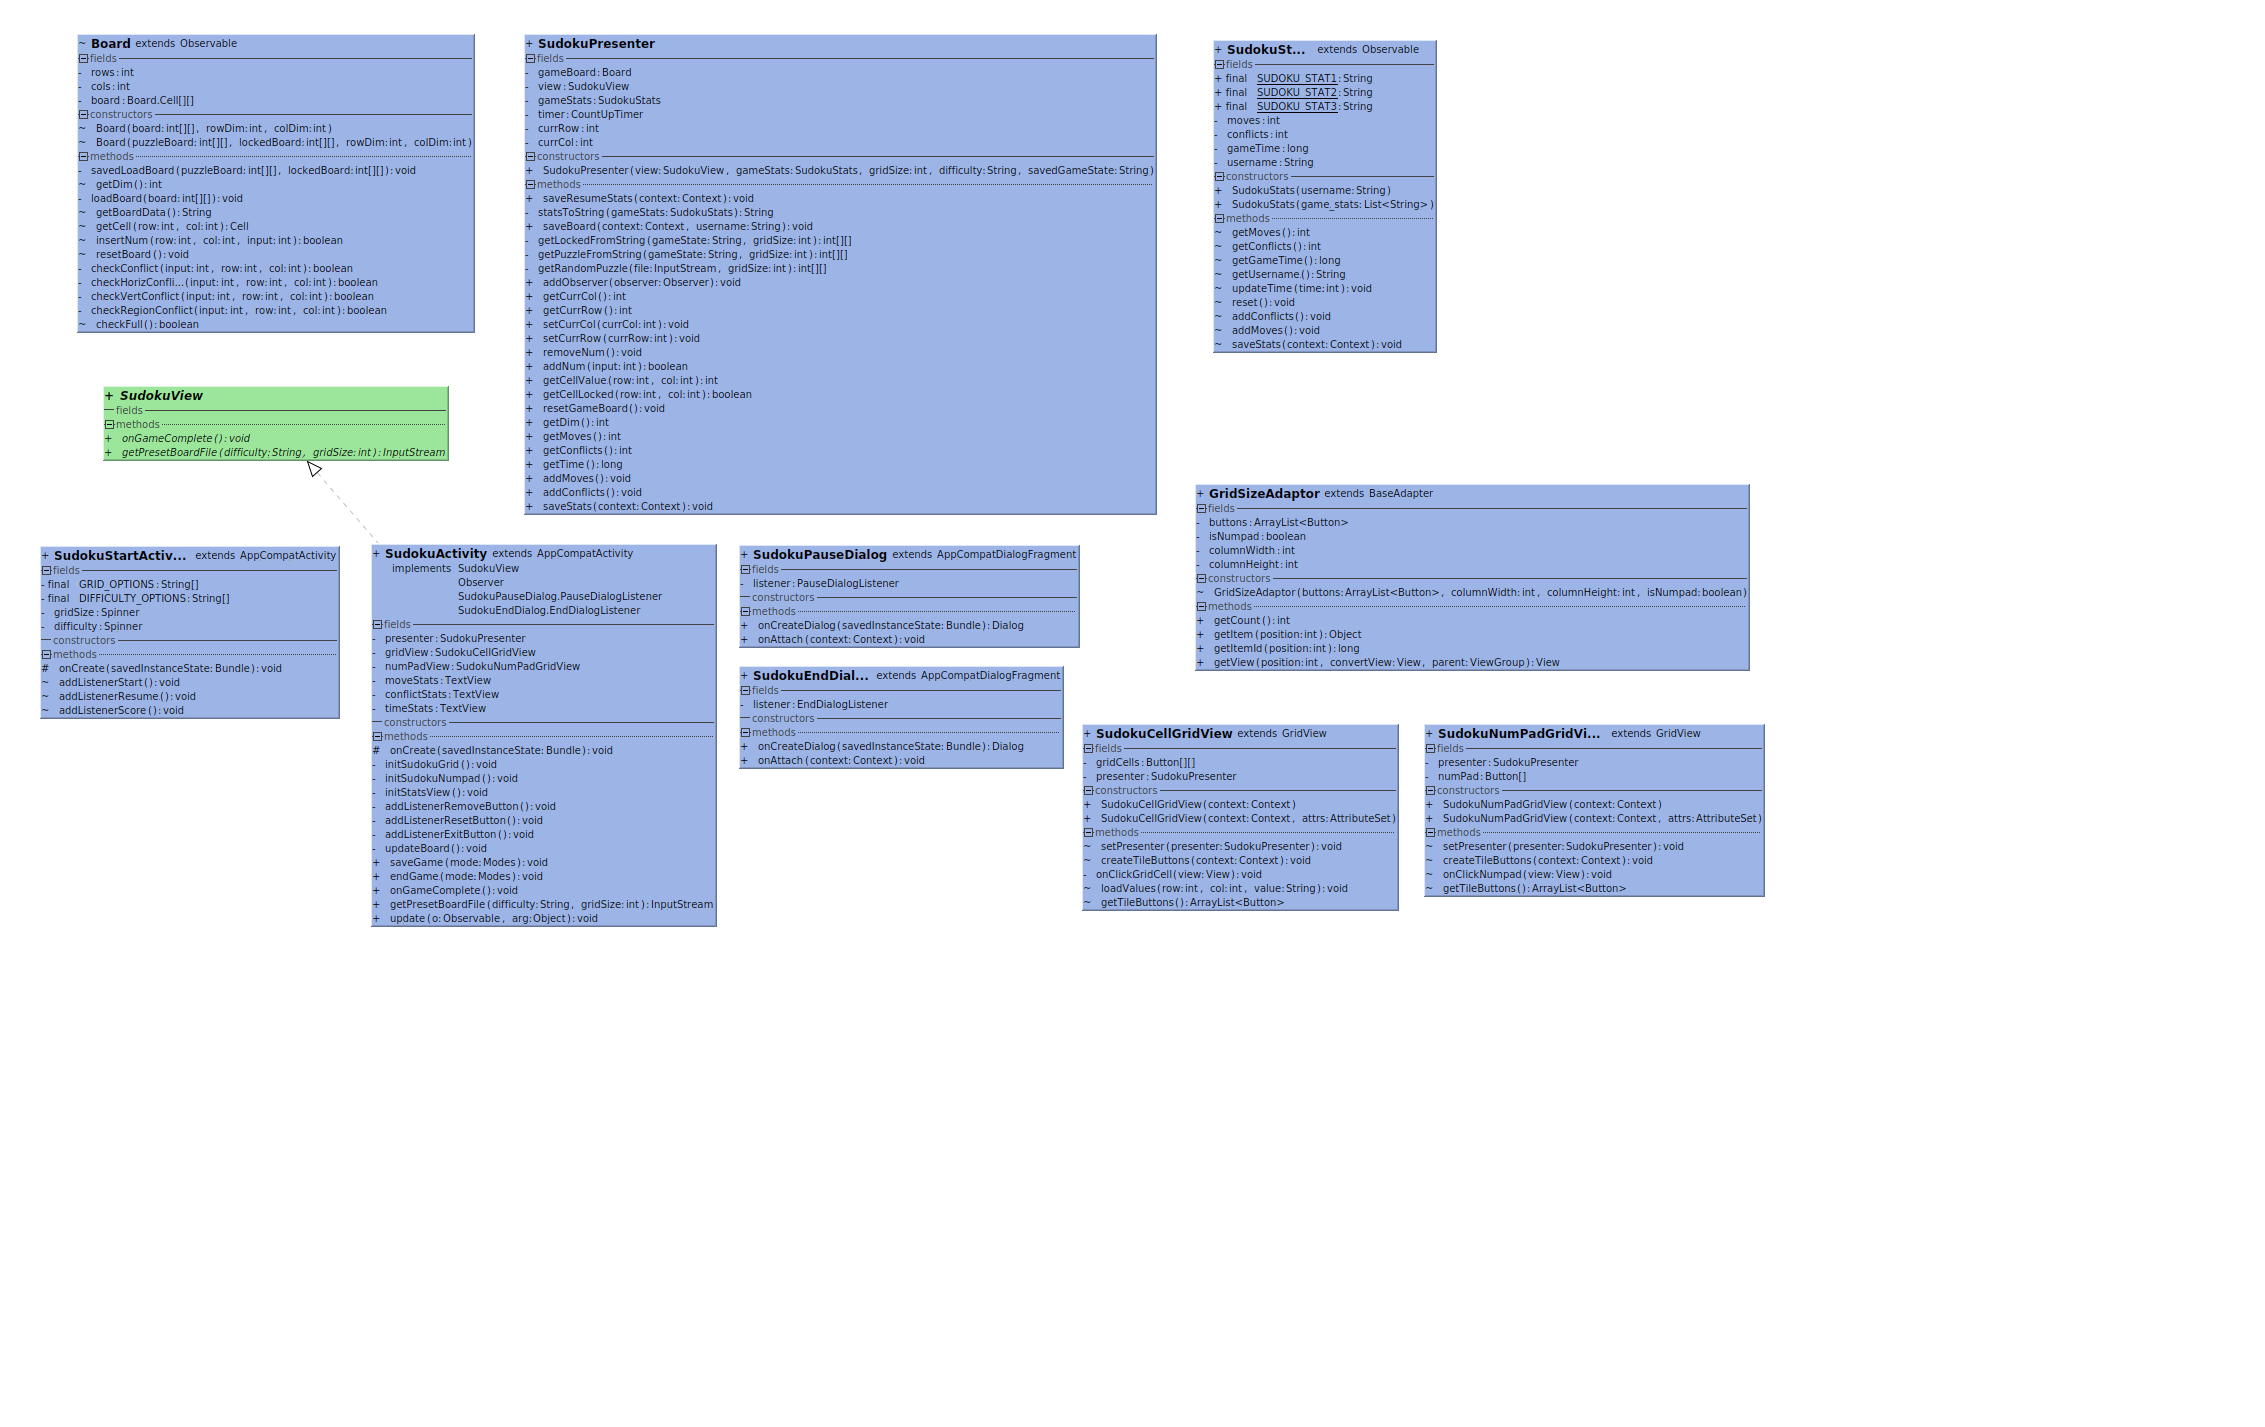 ~ Board extends Observable
fields
- rows:int
- cols:int
- board:Board.Cell[][]
constructors
~ Board(board:int[][], rowDim:int, colDim:int)
~ Board(puzzleBoard:int[][], lockedBoard:int[][], rowDim:int, colDim:int)
methods
- savedLoadBoard(puzzleBoard:int[][], lockedBoard:int[][]):void
~ getDim():int
- loadBoard(board:int[][]):void
~ getBoardData():String
~ getCell(row:int, col:int):Cell
~ insertNum(row:int, col:int, input:int):boolean
~ resetBoard():void
- checkConflict(input:int, row:int, col:int):boolean
- checkHorizConfli...(input:int, row:int, col:int):boolean
- checkVertConflict(input:int, row:int, col:int):boolean
- checkRegionConflict(input:int, row:int, col:int):boolean
~ checkFull():boolean
+ SudokuPresenter
fields
- gameBoard:Board
- view:SudokuView
- gameStats:SudokuStats
- timer:CountUpTimer
- currRow:int
- currCol:int
constructors
+ SudokuPresenter(view:SudokuView, gameStats:SudokuStats, gridSize:int, difficulty:String, savedGameState:String)
methods
+ saveResumeStats(context:Context):void
- statsToString(gameStats:SudokuStats):String
+ saveBoard(context:Context, username:String):void
- getLockedFromString(gameState:String, gridSize:int):int[][]
- getPuzzleFromString(gameState:String, gridSize:int):int[][]
- getRandomPuzzle(file:InputStream, gridSize:int):int[][]
+ addObserver(observer:Observer):void
+ getCurrCol():int
+ getCurrRow():int
+ setCurrCol(currCol:int):void
+ setCurrRow(currRow:int):void
+ removeNum():void
+ addNum(input:int):boolean
+ getCellValue(row:int, col:int):int
+ getCellLocked(row:int, col:int):boolean
+ resetGameBoard():void
+ getDim():int
+ getMoves():int
+ getConflicts():int
+ getTime():long
+ addMoves():void
+ addConflicts():void
+ saveStats(context:Context):void
+ SudokuSt... extends Observable
fields
+ final SUDOKU_STAT1:String
+ final SUDOKU_STAT2:String
+ final SUDOKU_STAT3:String
- moves:int
- conflicts:int
- gameTime:long
- username:String
constructors
+ SudokuStats(username:String)
+ SudokuStats(game_stats:List<String>)
methods
~ getMoves():int
~ getConflicts():int
~ getGameTime():long
~ getUsername():String
~ updateTime(time:int):void
~ reset():void
~ addConflicts():void
~ addMoves():void
~ saveStats(context:Context):void
+ SudokuView
fields
methods
+ onGameComplete():void
+ getPresetBoardFile(difficulty:String, gridSize:int):InputStream
+ SudokuStartActiv... extends AppCompatActivity
fields
- final GRID_OPTIONS:String[]
- final DIFFICULTY_OPTIONS:String[]
- gridSize:Spinner
- difficulty:Spinner
constructors
methods
# onCreate(savedInstanceState:Bundle):void
~ addListenerStart():void
~ addListenerResume():void
~ addListenerScore():void
+ SudokuActivity extends AppCompatActivity
implements SudokuView
Observer
SudokuPauseDialog.PauseDialogListener
SudokuEndDialog.EndDialogListener
fields
- presenter:SudokuPresenter
- gridView:SudokuCellGridView
- numPadView:SudokuNumPadGridView
- moveStats:TextView
- conflictStats:TextView
- timeStats:TextView
constructors
methods
# onCreate(savedInstanceState:Bundle):void
- initSudokuGrid():void
- initSudokuNumpad():void
- initStatsView():void
- addListenerRemoveButton():void
- addListenerResetButton():void
- addListenerExitButton():void
- updateBoard():void
+ saveGame(mode:Modes):void
+ endGame(mode:Modes):void
+ onGameComplete():void
+ getPresetBoardFile(difficulty:String, gridSize:int):InputStream
+ update(o:Observable, arg:Object):void
+ SudokuPauseDialog extends AppCompatDialogFragment
fields
- listener:PauseDialogListener
constructors
methods
+ onCreateDialog(savedInstanceState:Bundle):Dialog
+ onAttach(context:Context):void
+ SudokuEndDial... extends AppCompatDialogFragment
fields
- listener:EndDialogListener
constructors
methods
+ onCreateDialog(savedInstanceState:Bundle):Dialog
+ onAttach(context:Context):void
+ GridSizeAdaptor extends BaseAdapter
fields
- buttons:ArrayList<Button>
- isNumpad:boolean
- columnWidth:int
- columnHeight:int
constructors
~ GridSizeAdaptor(buttons:ArrayList<Button>, columnWidth:int, columnHeight:int, isNumpad:boolean)
methods
+ getCount():int
+ getItem(position:int):Object
+ getItemId(position:int):long
+ getView(position:int, convertView:View, parent:ViewGroup):View
+ SudokuCellGridView extends GridView
fields
- gridCells:Button[][]
- presenter:SudokuPresenter
constructors
+ SudokuCellGridView(context:Context)
+ SudokuCellGridView(context:Context, attrs:AttributeSet)
methods
~ setPresenter(presenter:SudokuPresenter):void
~ createTileButtons(context:Context):void
- onClickGridCell(view:View):void
~ loadValues(row:int, col:int, value:String):void
~ getTileButtons():ArrayList<Button>
+ SudokuNumPadGridVi... extends GridView
fields
- presenter:SudokuPresenter
- numPad:Button[]
constructors
+ SudokuNumPadGridView(context:Context)
+ SudokuNumPadGridView(context:Context, attrs:AttributeSet)
methods
~ setPresenter(presenter:SudokuPresenter):void
~ createTileButtons(context:Context):void
~ onClickNumpad(view:View):void
~ getTileButtons():ArrayList<Button>